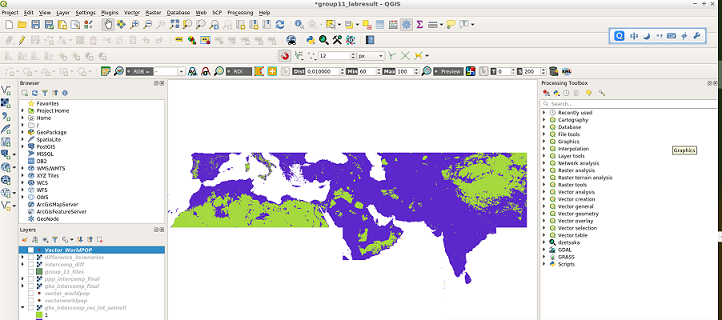 *group11_labresult - QGIS
Project Edit View Layer Settings Plugins Vector Raster Database Web SCP Processing Help
12 px
RGB = - ROI Dist 0.010000 Min 60 Max 100 Preview T 0 S 200
Browser
Favorites
Project Home
Home
/
GeoPackage
SpatiaLite
PostGIS
MSSQL
DB2
WMS/WMTS
XYZ Tiles
WCS
WFS
OWS
ArcGisMapServer
ArcGisFeatureServer
GeoNode
Layers
Vector_WorldPOP
difference_scenarios
intercomp_diff
group_11_tiles
pop_intercomp_final
ghs_intercomp_final
vector_worldpop
vectorworldpop
ghs_intercomp_rec_int_setnull
1
Processing Toolbox
Search...
Recently used
Cartography
Database
File tools
Graphics
Interpolation
Layer tools
Network analysis
Raster analysis
Raster terrain analysis
Raster tools
Vector analysis
Vector creation
Vector general
Vector geometry
Vector overlay
Vector selection
Vector table
dzetsaka
GDAL
GRASS
Scripts
Graphics
中